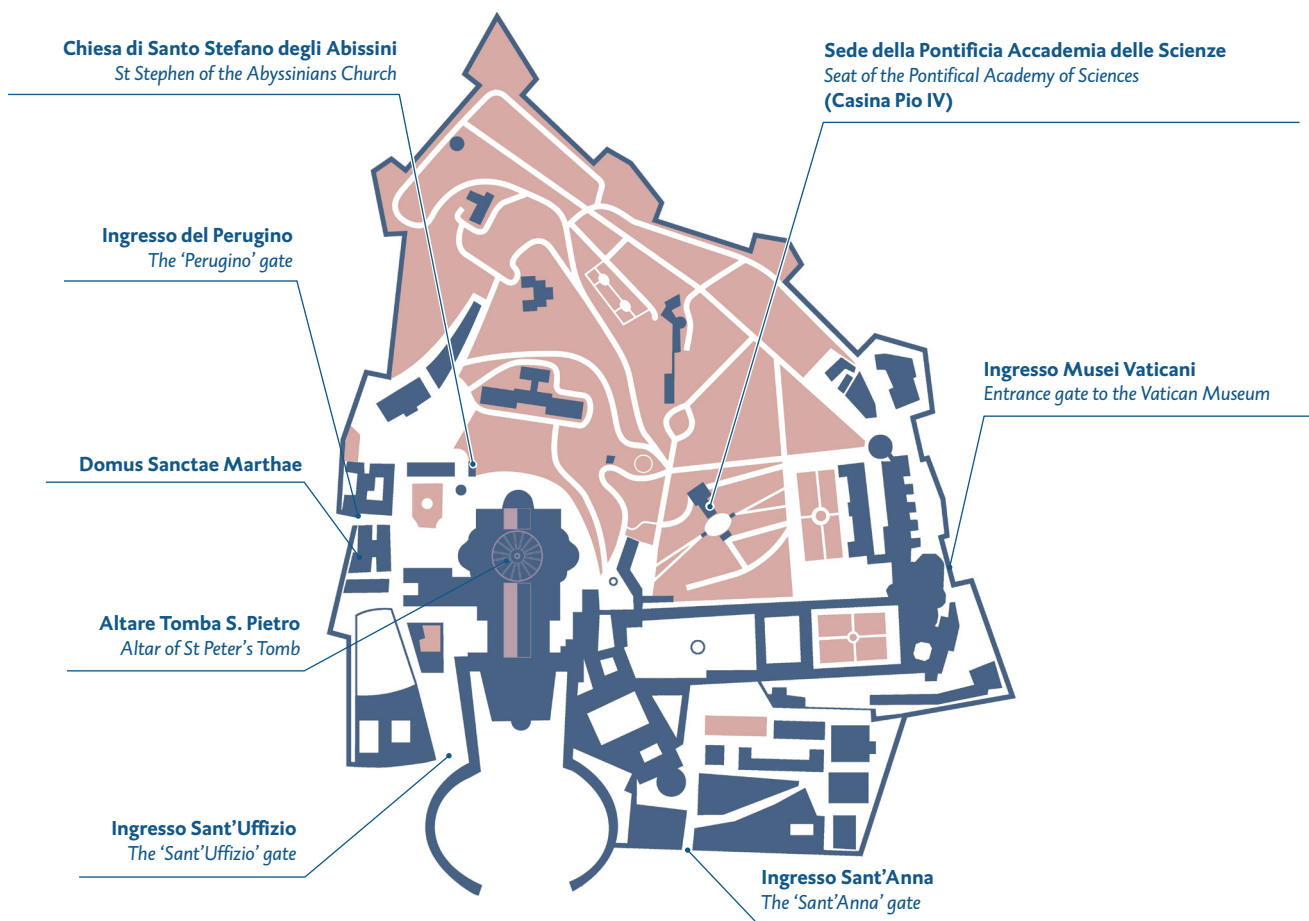 Chiesa di Santo Stefano degli Abissini
St Stephen of the Abyssinians Church
Sede della Pontificia Accademia delle Scienze
Seat of the Pontifical Academy of Sciences
(Casina Pio IV)
Ingresso del Perugino
The ‘Perugino’ gate
Ingresso Musei Vaticani
Entrance gate to the Vatican Museum
Domus Sanctae Marthae
Altare Tomba S. Pietro
Altar of St Peter’s Tomb
Ingresso Sant’Uffizio
The ‘Sant’Uffizio’ gate
Ingresso Sant’Anna
The ‘Sant’Anna’ gate